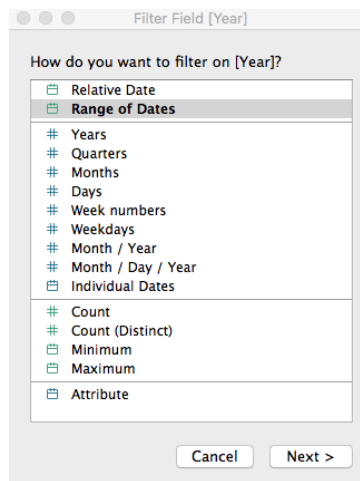 Filter Field [Year]
How do you want to filter on [Year]?
Relative Date
Range of Dates
# Years
# Quarters
# Months
# Days
# Week numbers
# Weekdays
# Month / Year
# Month / Day / Year
Individual Dates
# Count
# Count (Distinct)
Minimum
Maximum
Attribute
Cancel Next >